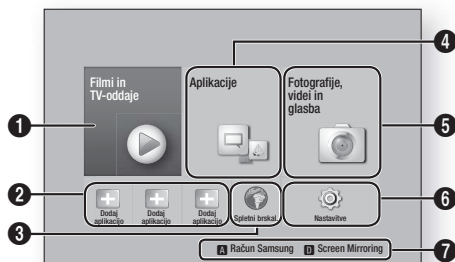 Filmi in
TV-oddaje
Aplikacije
Fotografije,
videi in
glasba
Dodaj
aplikacijo
Dodaj
aplikacijo
Dodaj
aplikacijo
Spletni brskal.
Nastavitve
A Račun Samsung D Screen Mirroring
1
2
3
4
5
6
7